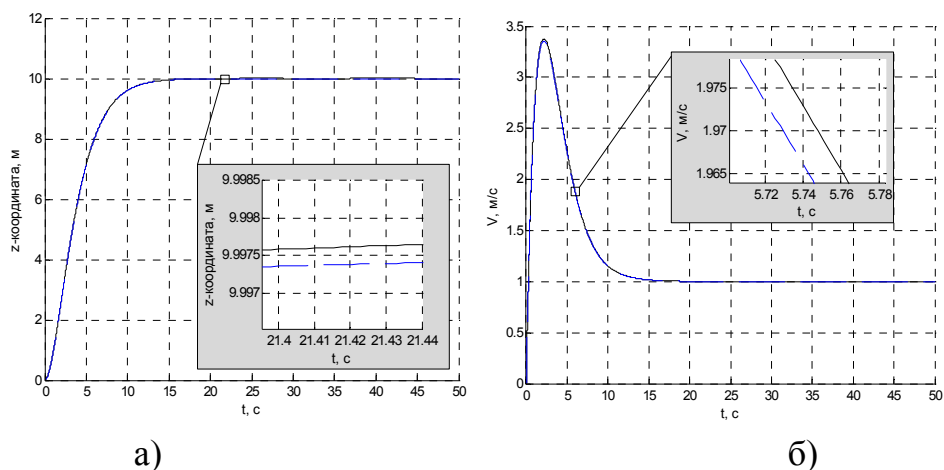 12
10
8
6
4
2
0
z-координата, м
0 5 10 15 20 25 30 35 40 45 50
t, с
9.9985
9.998
9.9975
9.997
z-координата, м
21.4 21.41 21.42 21.43 21.44
t, с
а)
3.5
3
2.5
2
1.5
1
0.5
0
V, м/с
0 5 10 15 20 25 30 35 40 45 50
t, с
1.975
1.97
1.965
V, м/с
5.72 5.74 5.76 5.78
t, с
б)